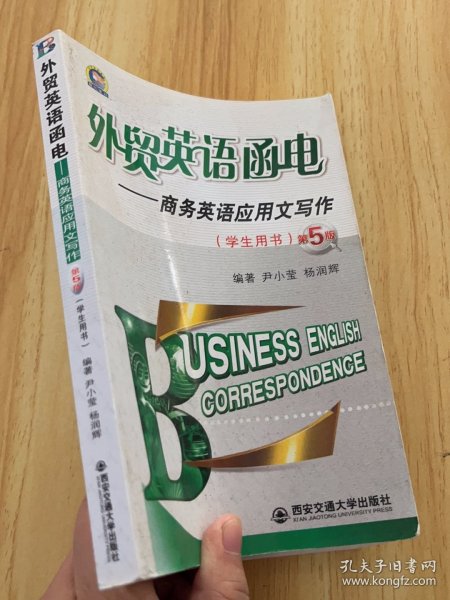 外贸英语函电
——商务英语应用文写作
（学生用书）第5版
编著 尹小莹 杨润辉
BUSINESS ENGLISH
CORRESPONDENCE
西安交通大学出版社
XI'AN JIAOTONG UNIVERSITY PRESS
外贸英语函电——商务英语应用文写作 第5版（学生用书） 编著 尹小莹 杨润辉
西安交通大学出版社
孔夫子旧书网
www.kongfz.com